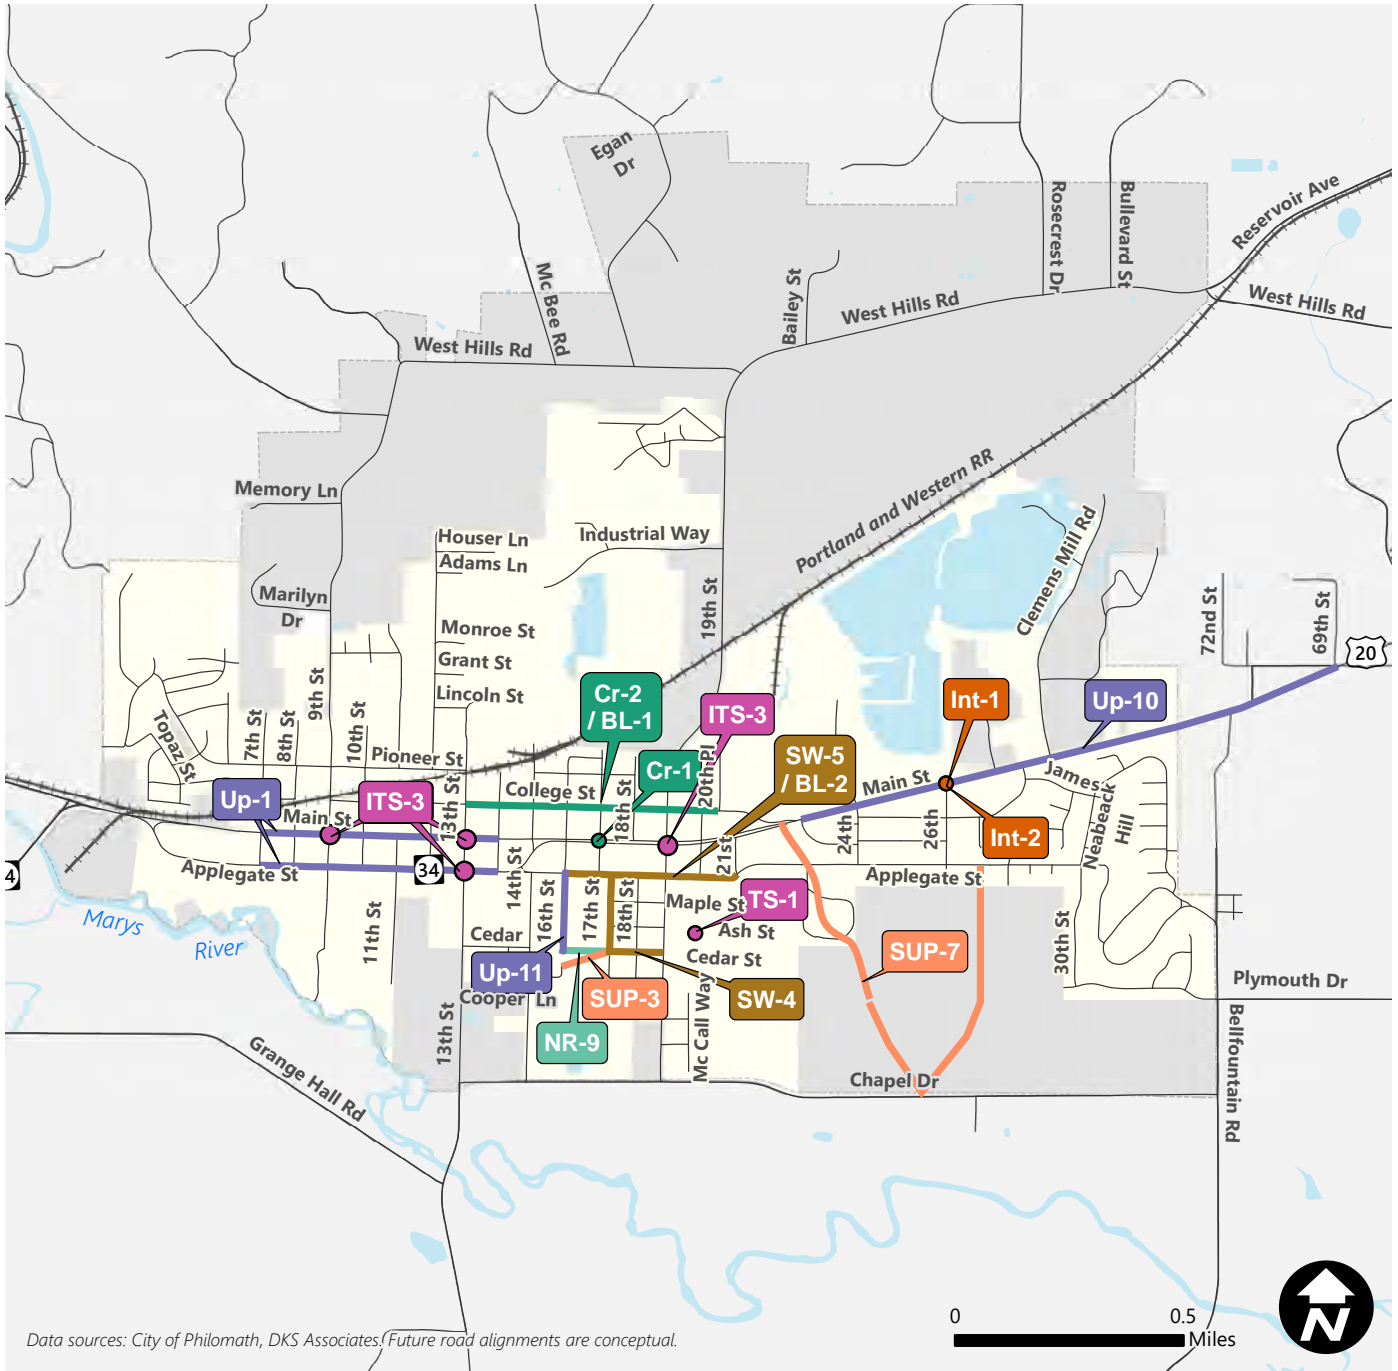 Egan
Dr
Rosecrest Dr
Bullevard St
Reservoir Ave
Mc Bee Rd
Bailey St
West Hills Rd
West Hills Rd
West Hills Rd
Portland and Western RR
Memory Ln
Houser Ln
Industrial Way
Adams Ln
Clemens Mill Rd
Marilyn
Dr
19th St
72nd St
69th St
Monroe St
Grant St
20
Lincoln St
9th St
Cr-2
/ BL-1
ITS-3
Int-1
Up-10
Topaz St
7th St
8th St
10th St
Pioneer St
SW-5
/ BL-2
Cr-1
20th Pl
James
Main St
Up-1
ITS-3
College St
13th St
18th St
Main St
Neabeack
Hill
24th
26th
Int-2
21st
34
4
Applegate St
14th St
Applegate St
Marys
River
11th St
16th St
17th St
18th St
Maple St
TS-1
Ash St
Cedar
Cedar St
SUP-7
30th St
Up-11
Cooper Ln
SUP-3
SW-4
Plymouth Dr
NR-9
13th St
Mc Call Way
Grange Hall Rd
Chapel Dr
Bellfountain Rd
N
0
0.5
Miles
Data sources: City of Philomath, DKS Associates. Future road alignments are conceptual.